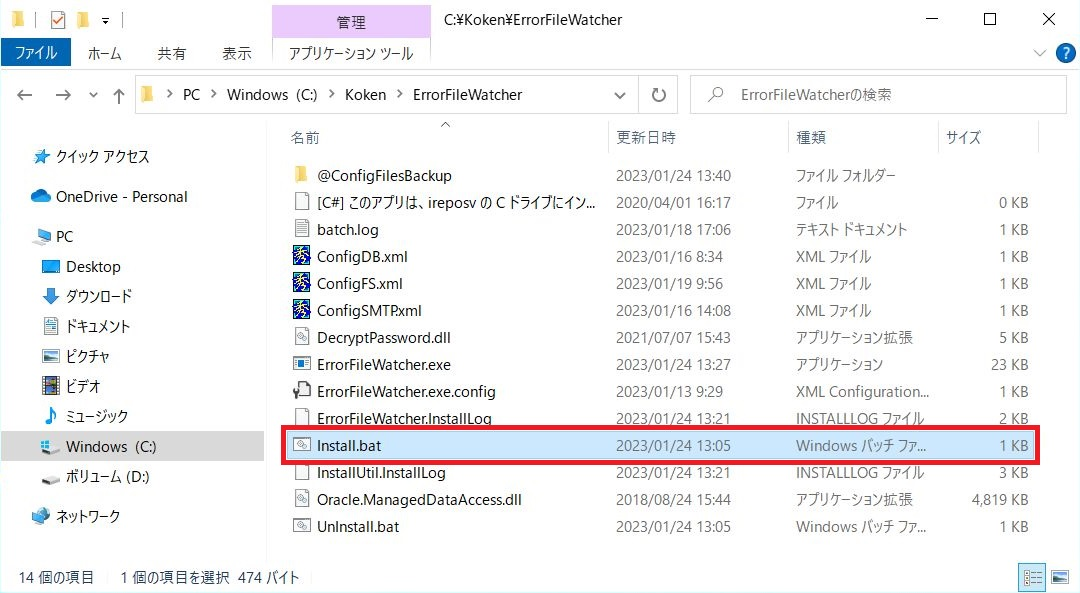 管理
C:¥Koken¥ErrorFileWatcher
ファイル ホーム 共有 表示 アプリケーション ツール
PC Windows (C:) Koken ErrorFileWatcher
ErrorFileWatcherの検索
クイック アクセス
OneDrive - Personal
PC
Desktop
ダウンロード
ドキュメント
ピクチャ
ビデオ
ミュージック
Windows (C:)
ボリューム (D:)
ネットワーク
名前 更新日時 種類 サイズ
@ConfigFilesBackup 2023/01/24 13:40 ファイル フォルダー
[C#] このアプリは、ireposv の C ドライブにイン... 2020/04/01 16:17 ファイル 0 KB
batch.log 2023/01/18 17:06 テキスト ドキュメント 1 KB
ConfigDB.xml 2023/01/16 8:34 XML ファイル 1 KB
ConfigFS.xml 2023/01/19 9:56 XML ファイル 1 KB
ConfigSMTP.xml 2023/01/16 14:08 XML ファイル 1 KB
DecryptPassword.dll 2021/07/07 15:43 アプリケーション拡張 5 KB
ErrorFileWatcher.exe 2023/01/24 13:27 アプリケーション 23 KB
ErrorFileWatcher.exe.config 2023/01/13 9:29 XML Configuration... 1 KB
ErrorFileWatcher.InstallLog 2023/01/24 13:21 INSTALLLOG ファイル 2 KB
Install.bat 2023/01/24 13:05 Windows バッチ ファ... 1 KB
InstallUtil.InstallLog 2023/01/24 13:21 INSTALLLOG ファイル 3 KB
Oracle.ManagedDataAccess.dll 2018/08/24 15:44 アプリケーション拡張 4,819 KB
UnInstall.bat 2023/01/24 13:05 Windows バッチ ファ... 1 KB
14 個の項目 1 個の項目を選択 474 バイト